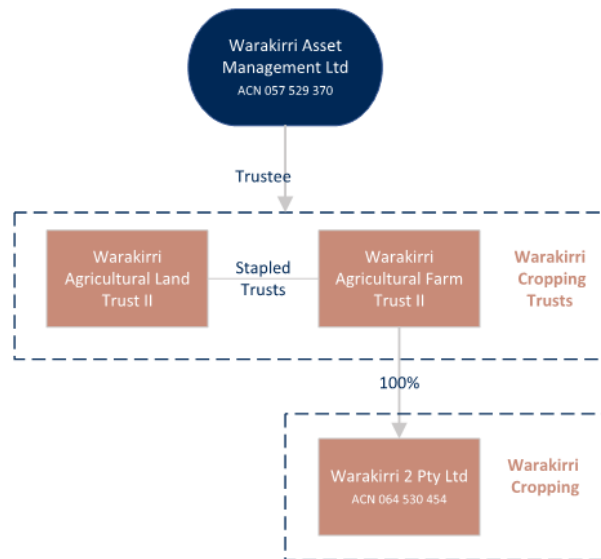 Warakirri Asset
Management Ltd
ACN 057 529 370
Trustee
Warakirri
Agricultural Land
Trust II
Stapled
Trusts
Warakirri
Agricultural Farm
Trust II
Warakirri
Cropping
Trusts
100%
Warakirri 2 Pty Ltd
ACN 064 530 454
Warakirri
Cropping